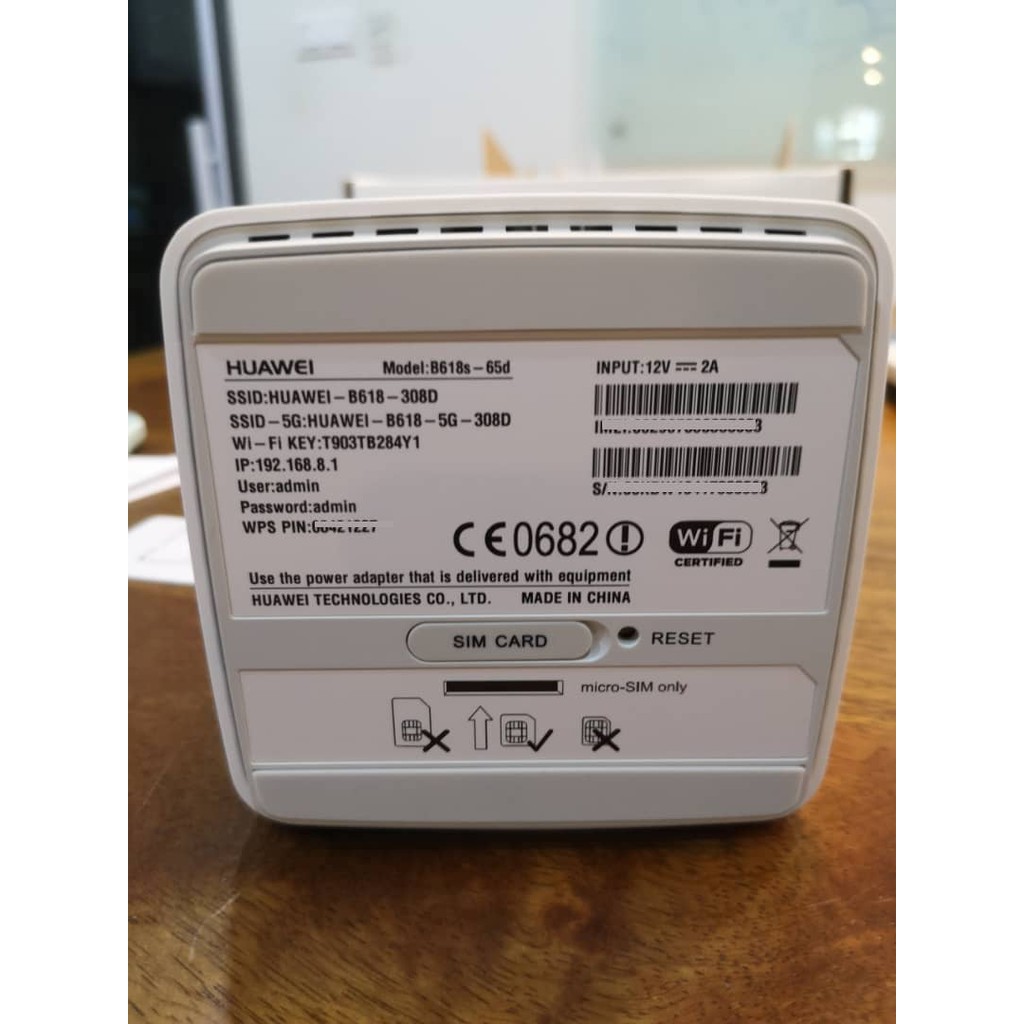 HUAWEI Model:B618s-65d
SSID:HUAWEI-B618-308D
SSID-5G:HUAWEI-B618-5G-308D
Wi-Fi KEY:T903TB284Y1
IP:192.168.8.1
User:admin
Password:admin
WPS PIN:
INPUT:12V ⎓ 2A
CE0682
Wi Fi
CERTIFIED
Use the power adapter that is delivered with equipment
HUAWEI TECHNOLOGIES CO., LTD. MADE IN CHINA
SIM CARD
RESET
micro-SIM only